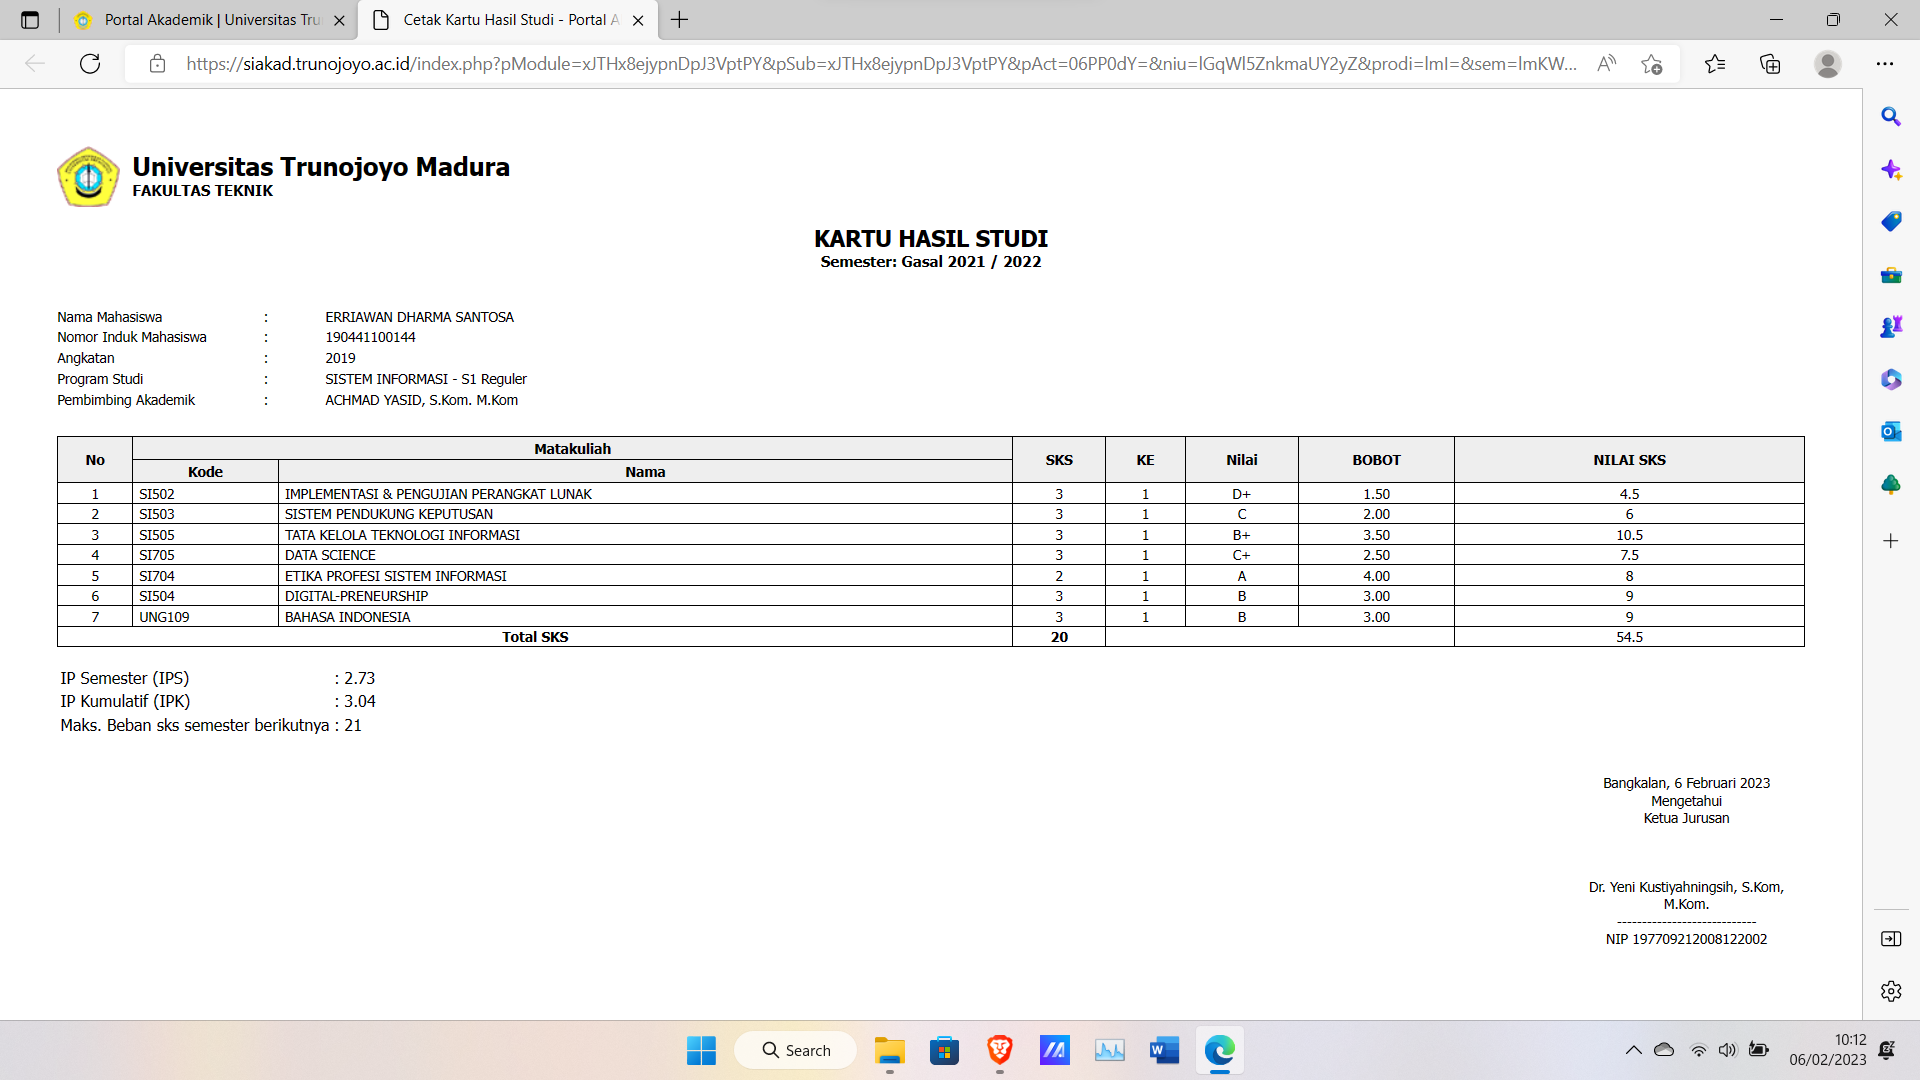 Portal Akademik | Universitas Tru
Cetak Kartu Hasil Studi - Portal A
https://siakad.trunojoyo.ac.id/index.php?pModule=xJTHx8ejypnDpJ3VptPY&pSub=xJTHx8ejypnDpJ3VptPY&pAct=06PP0dY=&niu=lGqWl5ZnkmaUY2yZ&prodi=lmI=&sem=lmKW...
Universitas Trunojoyo Madura
FAKULTAS TEKNIK
KARTU HASIL STUDI
Semester: Gasal 2021 / 2022
Nama Mahasiswa : ERRIAWAN DHARMA SANTOSA
Nomor Induk Mahasiswa : 190441100144
Angkatan : 2019
Program Studi : SISTEM INFORMASI - S1 Reguler
Pembimbing Akademik : ACHMAD YASID, S.Kom. M.Kom
No Matakuliah SKS KE Nilai BOBOT NILAI SKS
Kode Nama
1 SI502 IMPLEMENTASI & PENGUJIAN PERANGKAT LUNAK 3 1 D+ 1.50 4.5
2 SI503 SISTEM PENDUKUNG KEPUTUSAN 3 1 C 2.00 6
3 SI505 TATA KELOLA TEKNOLOGI INFORMASI 3 1 B+ 3.50 10.5
4 SI705 DATA SCIENCE 3 1 C+ 2.50 7.5
5 SI704 ETIKA PROFESI SISTEM INFORMASI 2 1 A 4.00 8
6 SI504 DIGITAL-PRENEURSHIP 3 1 B 3.00 9
7 UNG109 BAHASA INDONESIA 3 1 B 3.00 9
Total SKS 20 54.5
IP Semester (IPS) : 2.73
IP Kumulatif (IPK) : 3.04
Maks. Beban sks semester berikutnya : 21
Bangkalan, 6 Februari 2023
Mengetahui
Ketua Jurusan
Dr. Yeni Kustiyahningsih, S.Kom,
M.Kom.
----------------------------
NIP 197709212008122002
Search
10:12
06/02/2023